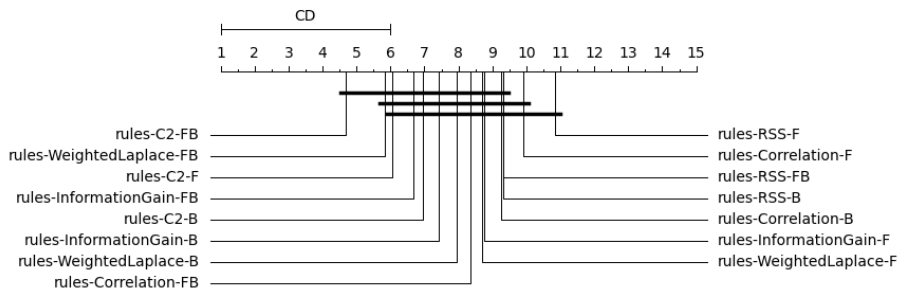 CD
1 2 3 4 5 6 7 8 9 10 11 12 13 14 15
rules-C2-FB
rules-WeightedLaplace-FB
rules-C2-F
rules-InformationGain-FB
rules-C2-B
rules-InformationGain-B
rules-WeightedLaplace-B
rules-Correlation-FB
rules-RSS-F
rules-Correlation-F
rules-RSS-FB
rules-RSS-B
rules-Correlation-B
rules-InformationGain-F
rules-WeightedLaplace-F